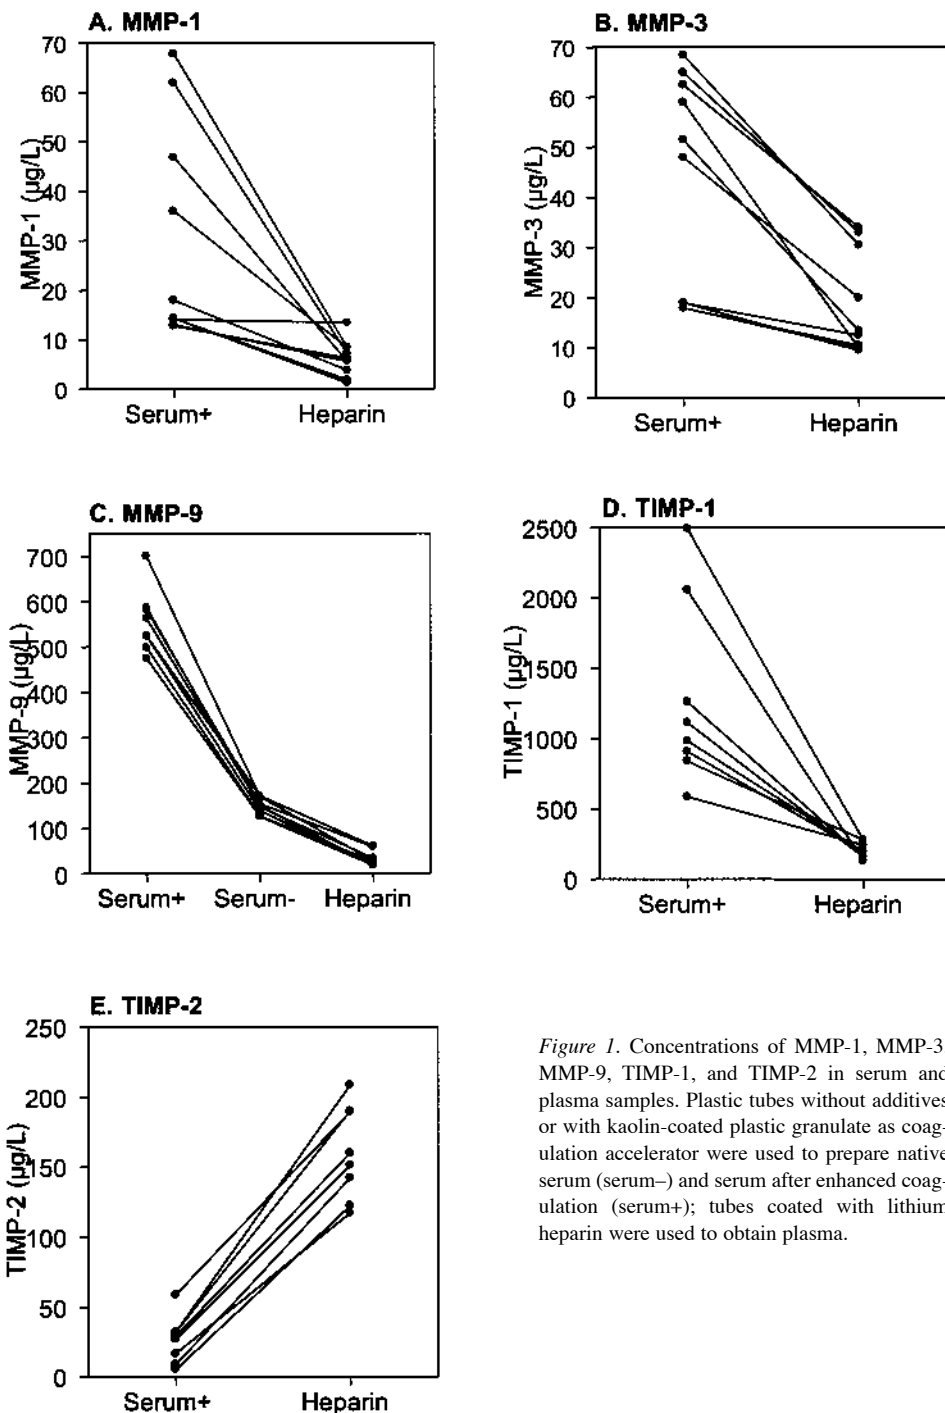 A. MMP-1
70
60
50
40
30
20
10
0
MMP-1 (µg/L)
Serum+ Heparin
B. MMP-3
70
60
50
40
30
20
10
0
MMP-3 (µg/L)
Serum+ Heparin
C. MMP-9
700
600
500
400
300
200
100
0
MMP-9 (µg/L)
Serum+ Serum- Heparin
D. TIMP-1
2500
2000
1500
1000
500
0
TIMP-1 (µg/L)
Serum+ Heparin
E. TIMP-2
250
200
150
100
50
0
TIMP-2 (µg/L)
Serum+ Heparin
Figure 1. Concentrations of MMP-1, MMP-3
MMP-9, TIMP-1, and TIMP-2 in serum and
plasma samples. Plastic tubes without additives
or with kaolin-coated plastic granulate as coag-
ulation accelerator were used to prepare native
serum (serum–) and serum after enhanced coag-
ulation (serum+); tubes coated with lithium
heparin were used to obtain plasma.